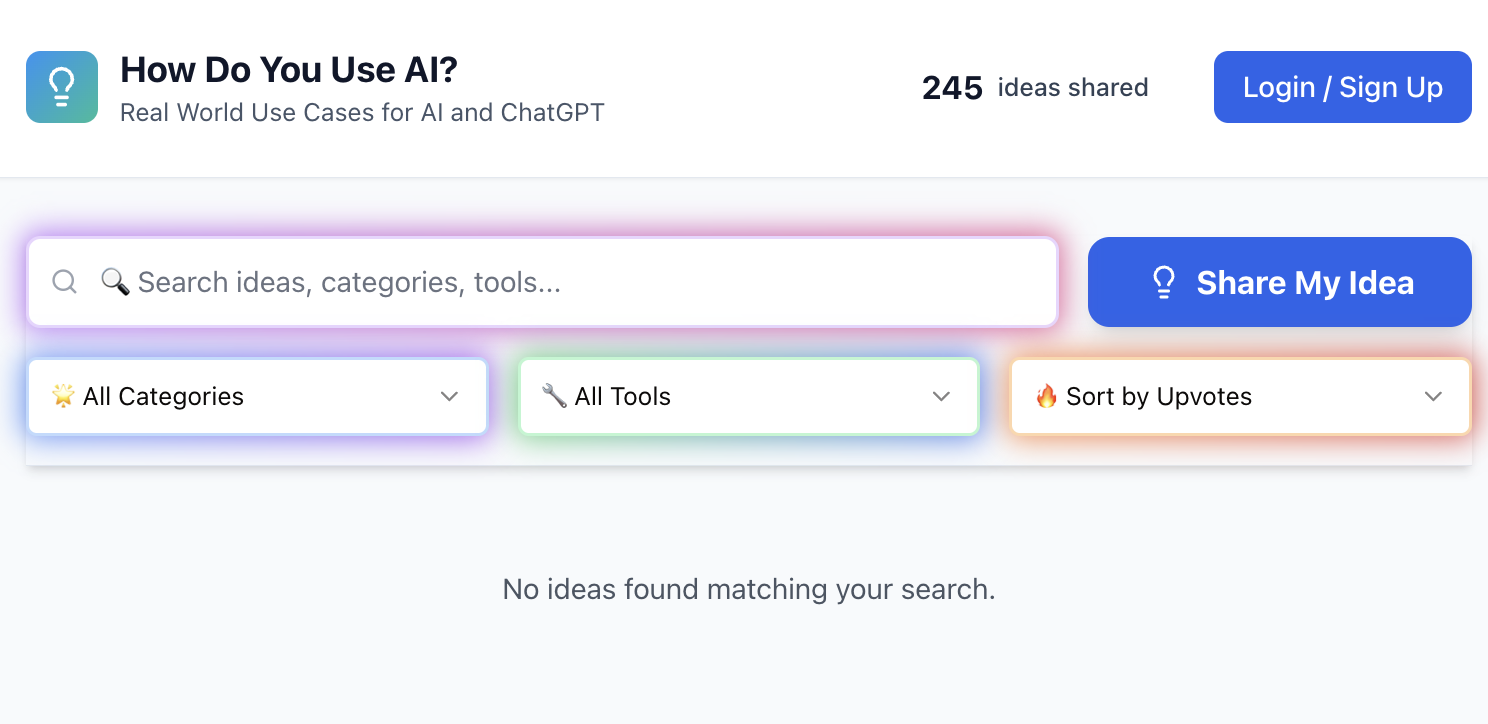 How Do You Use AI?
Real World Use Cases for AI and ChatGPT
245 ideas shared
Login / Sign Up
🔍 Search ideas, categories, tools...
Share My Idea
🌟 All Categories
🔧 All Tools
🔥 Sort by Upvotes
No ideas found matching your search.